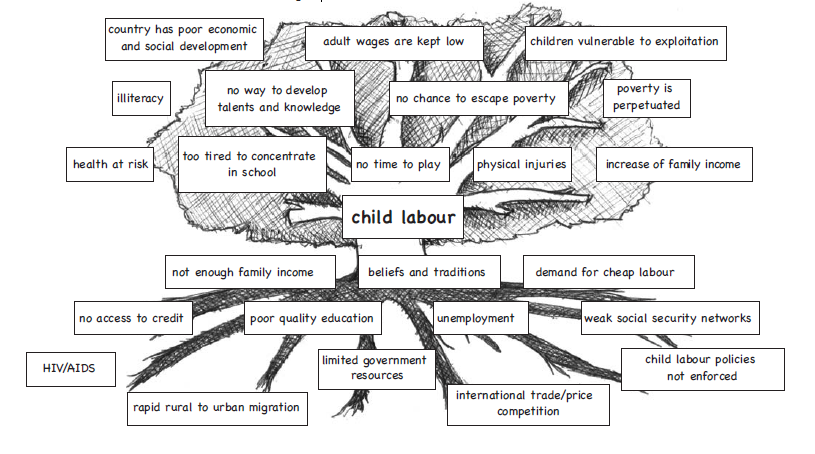 country has poor economic
and social development
adult wages are kept low
children vulnerable to exploitation
illiteracy
no way to develop
talents and knowledge
no chance to escape poverty
poverty is
perpetuated
health at risk
too tired to concentrate
in school
no time to play
physical injuries
increase of family income
child labour
not enough family income
beliefs and traditions
demand for cheap labour
no access to credit
poor quality education
unemployment
weak social security networks
HIV/AIDS
limited government
resources
child labour policies
not enforced
rapid rural to urban migration
international trade/price
competition